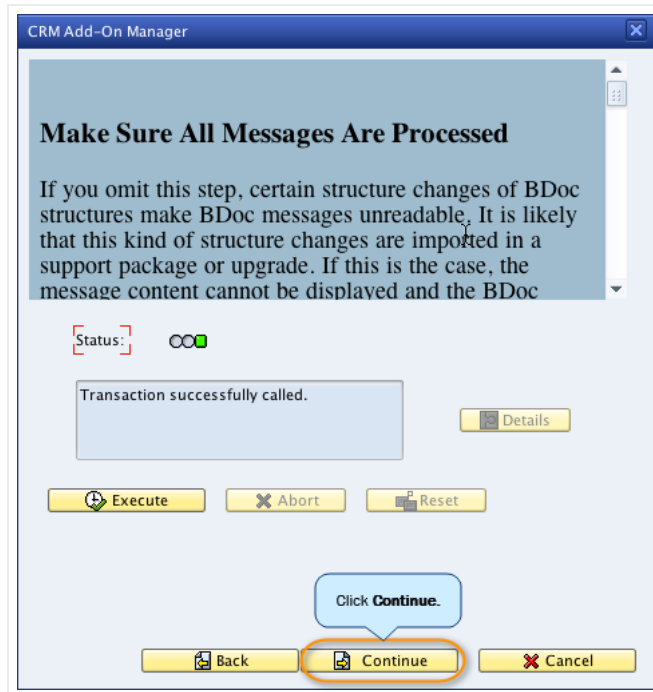 CRM Add-On Manager
Make Sure All Messages Are Processed
If you omit this step, certain structure changes of BDoc
structures make BDoc messages unreadable. It is likely
that this kind of structure changes are imported in a
support package or upgrade. If this is the case, the
message content cannot be displayed and the BDoc
Status:
Transaction successfully called.
Details
Execute
Abort
Reset
Click Continue.
Back
Continue
Cancel